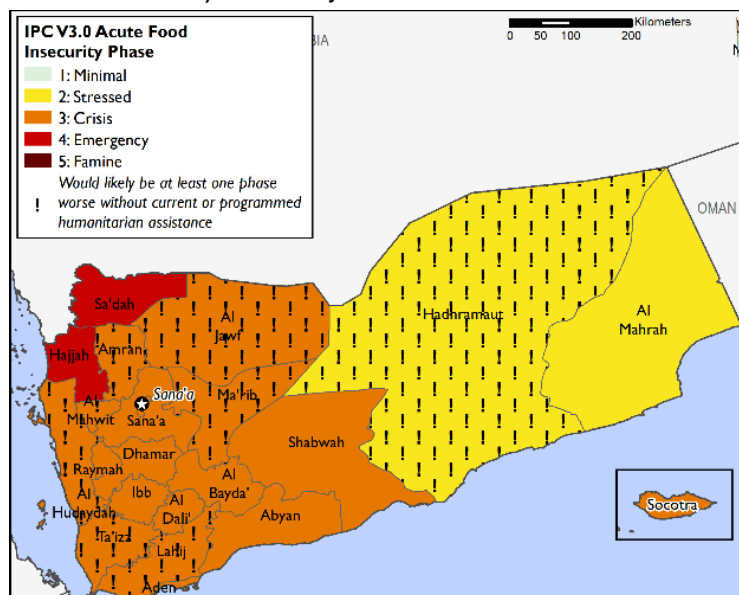 IPC V3.0 Acute Food
Insecurity Phase
1: Minimal
2: Stressed
3: Crisis
4: Emergency
5: Famine
! Would likely be at least one phase
worse without current or programmed
humanitarian assistance
Kilometers
0 50 100 200
BIA
N
OMAN
Sa'dah
Al
Jawf
Hadhramaut
Al
Mahrah
Hajjah
Amran
Sana'a
Ma'rib
Al
Mahwit
Sana'a
Shabwah
Dhamar
Raymah
Al
Bayda'
Ibb
Al
Hudaydah
Al
Dali'
Abyan
Socotra
Ta'izz
Lahij
Aden